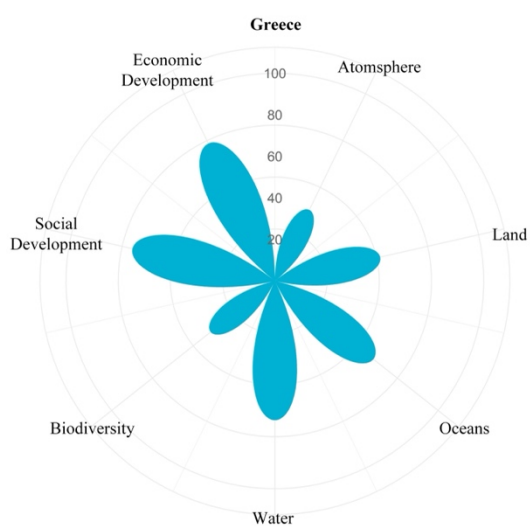 Greece
Economic
Development
Atomsphere
100
80
60
40
20
Social
Development
Land
Biodiversity
Oceans
Water